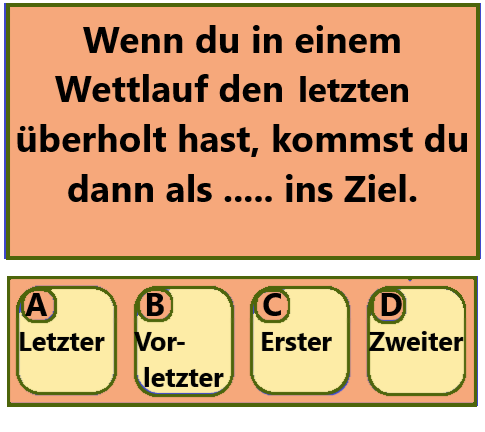 Wenn du in einem
Wettlauf den letzten
überholt hast, kommst du
dann als ..... ins Ziel.
A
Letzter
B
Vor-
letzter
C
Erster
D
Zweiter